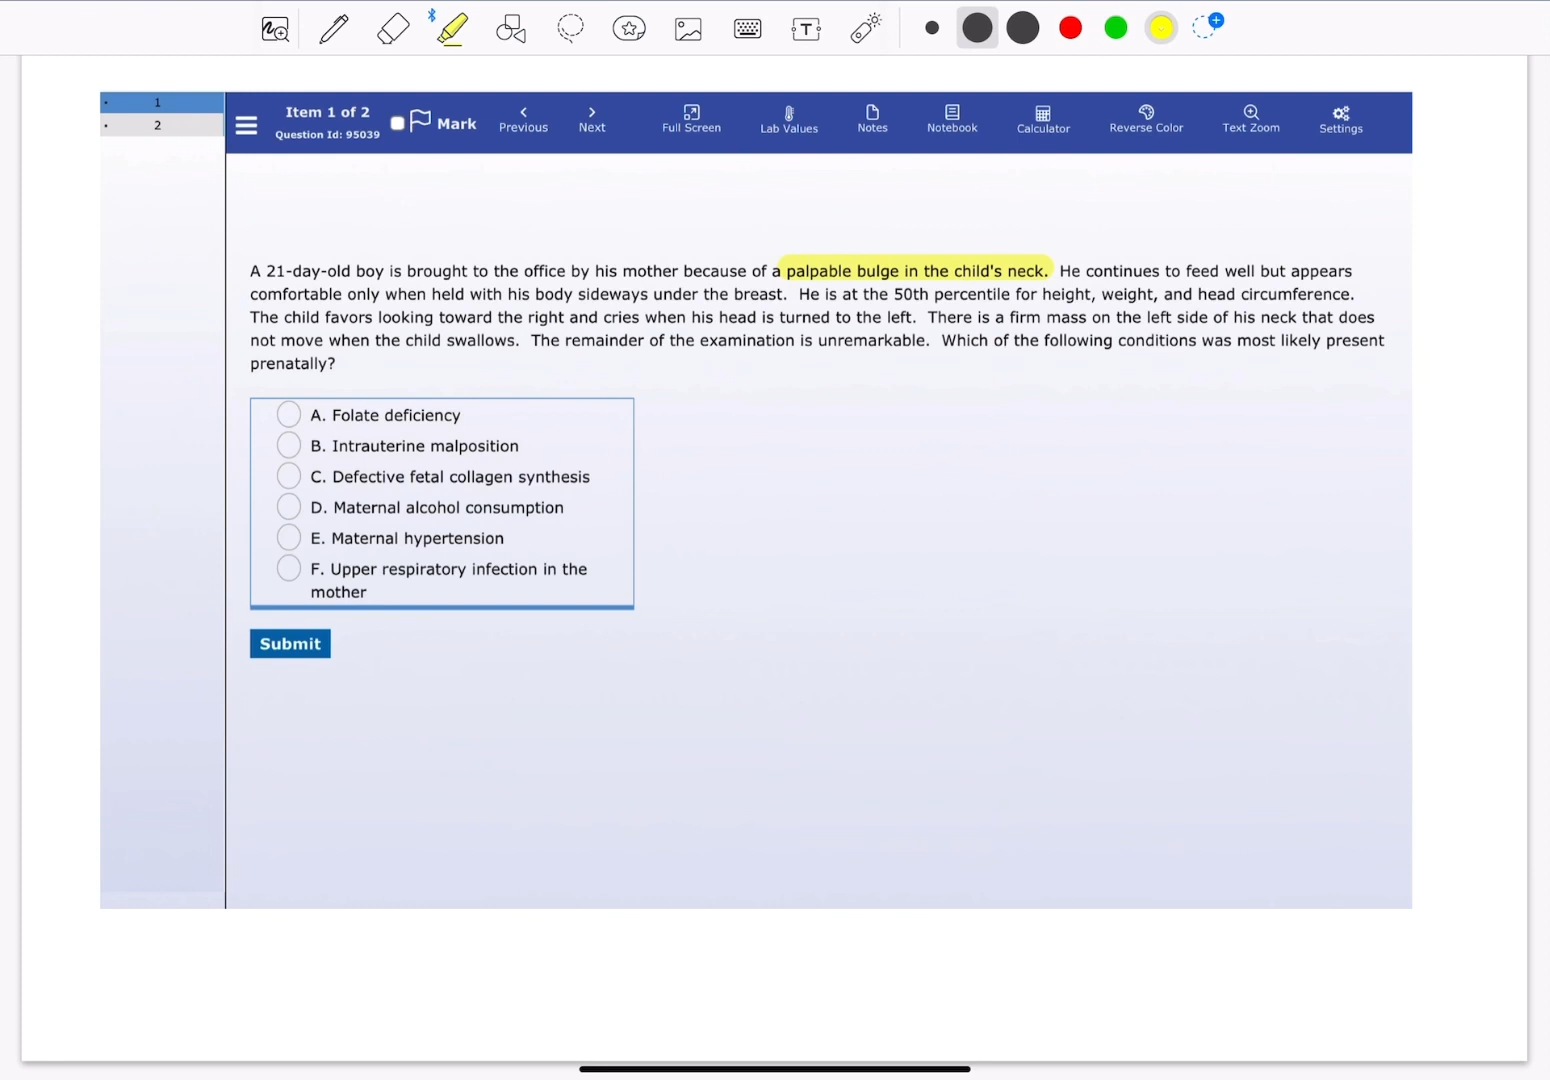 1
2
Item 1 of 2
Question Id: 95039
Mark
Previous
Next
Full Screen
Lab Values
Notes
Notebook
Calculator
Reverse Color
Text Zoom
Settings
A 21-day-old boy is brought to the office by his mother because of a palpable bulge in the child's neck. He continues to feed well but appears
comfortable only when held with his body sideways under the breast. He is at the 50th percentile for height, weight, and head circumference.
The child favors looking toward the right and cries when his head is turned to the left. There is a firm mass on the left side of his neck that does
not move when the child swallows. The remainder of the examination is unremarkable. Which of the following conditions was most likely present
prenatally?
A. Folate deficiency
B. Intrauterine malposition
C. Defective fetal collagen synthesis
D. Maternal alcohol consumption
E. Maternal hypertension
F. Upper respiratory infection in the
mother
Submit